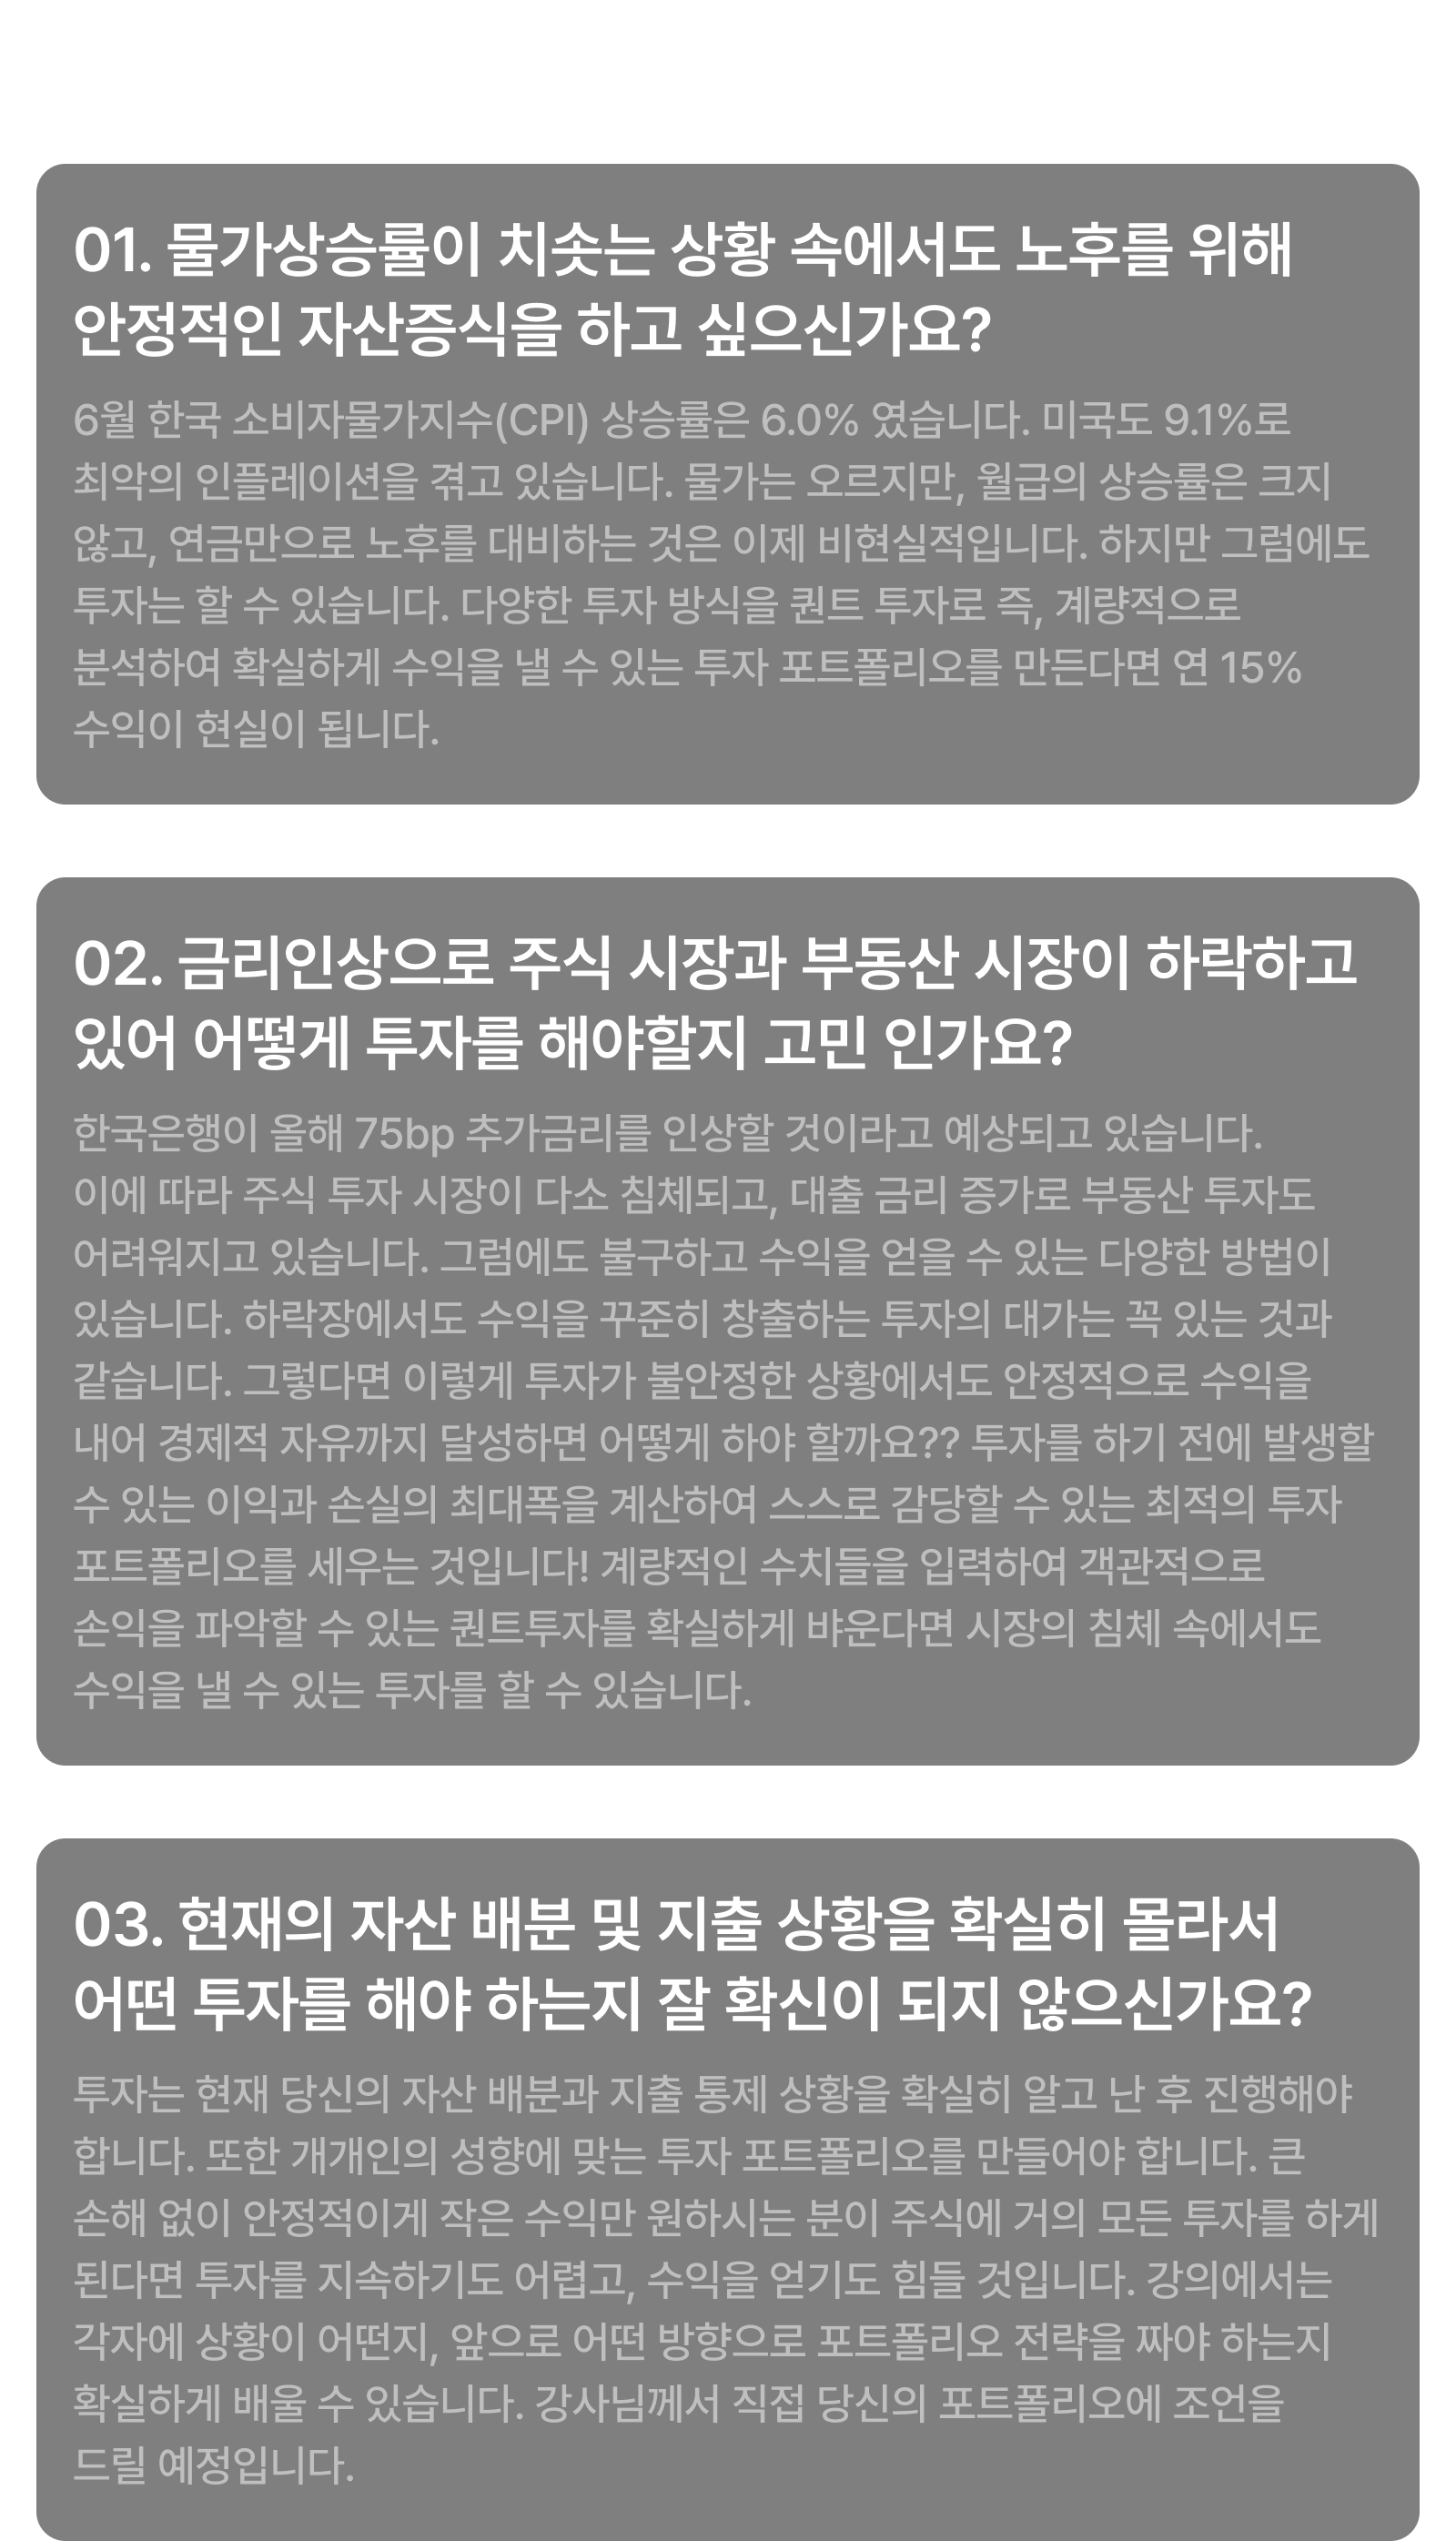 01. 물가상승률이 치솟는 상황 속에서도 노후를 위해
안정적인 자산증식을 하고 싶으신가요?
6월 한국 소비자물가지수(CPI) 상승률은 6.0% 였습니다. 미국도 9.1%로
최악의 인플레이션를 겪고 있습니다. 물가는 오르지만, 월급의 상승률은 크지
않고, 연금만으로 노후를 대비하는 것은 이제 비현실적입니다. 하지만 그럼에도
투자는 할 수 있습니다. 다양한 투자 방식을 퀀트 투자로 즉, 계량적으로
분석하여 확실하게 수익을 낼 수 있는 투자 포트폴리오를 만든다면 연 15%
수익이 현실이 됩니다.
02. 금리인상으로 주식 시장과 부동산 시장이 하락하고
있어 어떻게 투자를 해야할지 고민 인가요?
한국은행이 올해 75bp 추가금리를 인상할 것이라고 예상되고 있습니다.
이에 따라 주식 투자 시장이 다소 침체되고, 대출 금리 증가로 부동산 투자도
어려워지고 있습니다. 그럼에도 불구하고 수익을 얻을 수 있는 다양한 방법이
있습니다. 하락장에서도 수익을 꾸준히 창출하는 투자의 대가는 꼭 있는 것과
같습니다. 그렇다면 이렇게 투자가 불안정한 상황에서도 안정적으로 수익을
내어 경제적 자유까지 달성하면 어떻게 하야 할까요?? 투자를 하기 전에 발생할
수 있는 이익과 손실의 최대폭을 계산하여 스스로 감당할 수 있는 최적의 투자
포트폴리오를 세우는 것입니다! 계량적인 수치들을 입력하여 객관적으로
손익을 파악할 수 있는 퀀트투자를 확실하게 바운다면 시장의 침체 속에서도
수익을 낼 수 있는 투자를 할 수 있습니다.
03. 현재의 자산 배분 및 지출 상황을 확실히 몰라서
어떤 투자를 해야 하는지 잘 확신이 되지 않으신가요?
투자는 현재 당신의 자산 배분과 지출 통제 상황을 확실히 알고 난 후 진행해야
합니다. 또한 개개인의 성향에 맞는 투자 포트폴리오를 만들어야 합니다. 큰
손해 없이 안정적이게 작은 수익만 원하시는 분이 주식에 거의 모든 투자를 하게
된다면 투자를 지속하기도 어렵고, 수익을 얻기도 힘들 것입니다. 강의에서는
각자에 상황이 어떤지, 앞으로 어떤 방향으로 포트폴리오 전략을 짜야 하는지
확실하게 배울 수 있습니다. 강사님께서 직접 당신의 포트폴리오에 조언을
드릴 예정입니다.